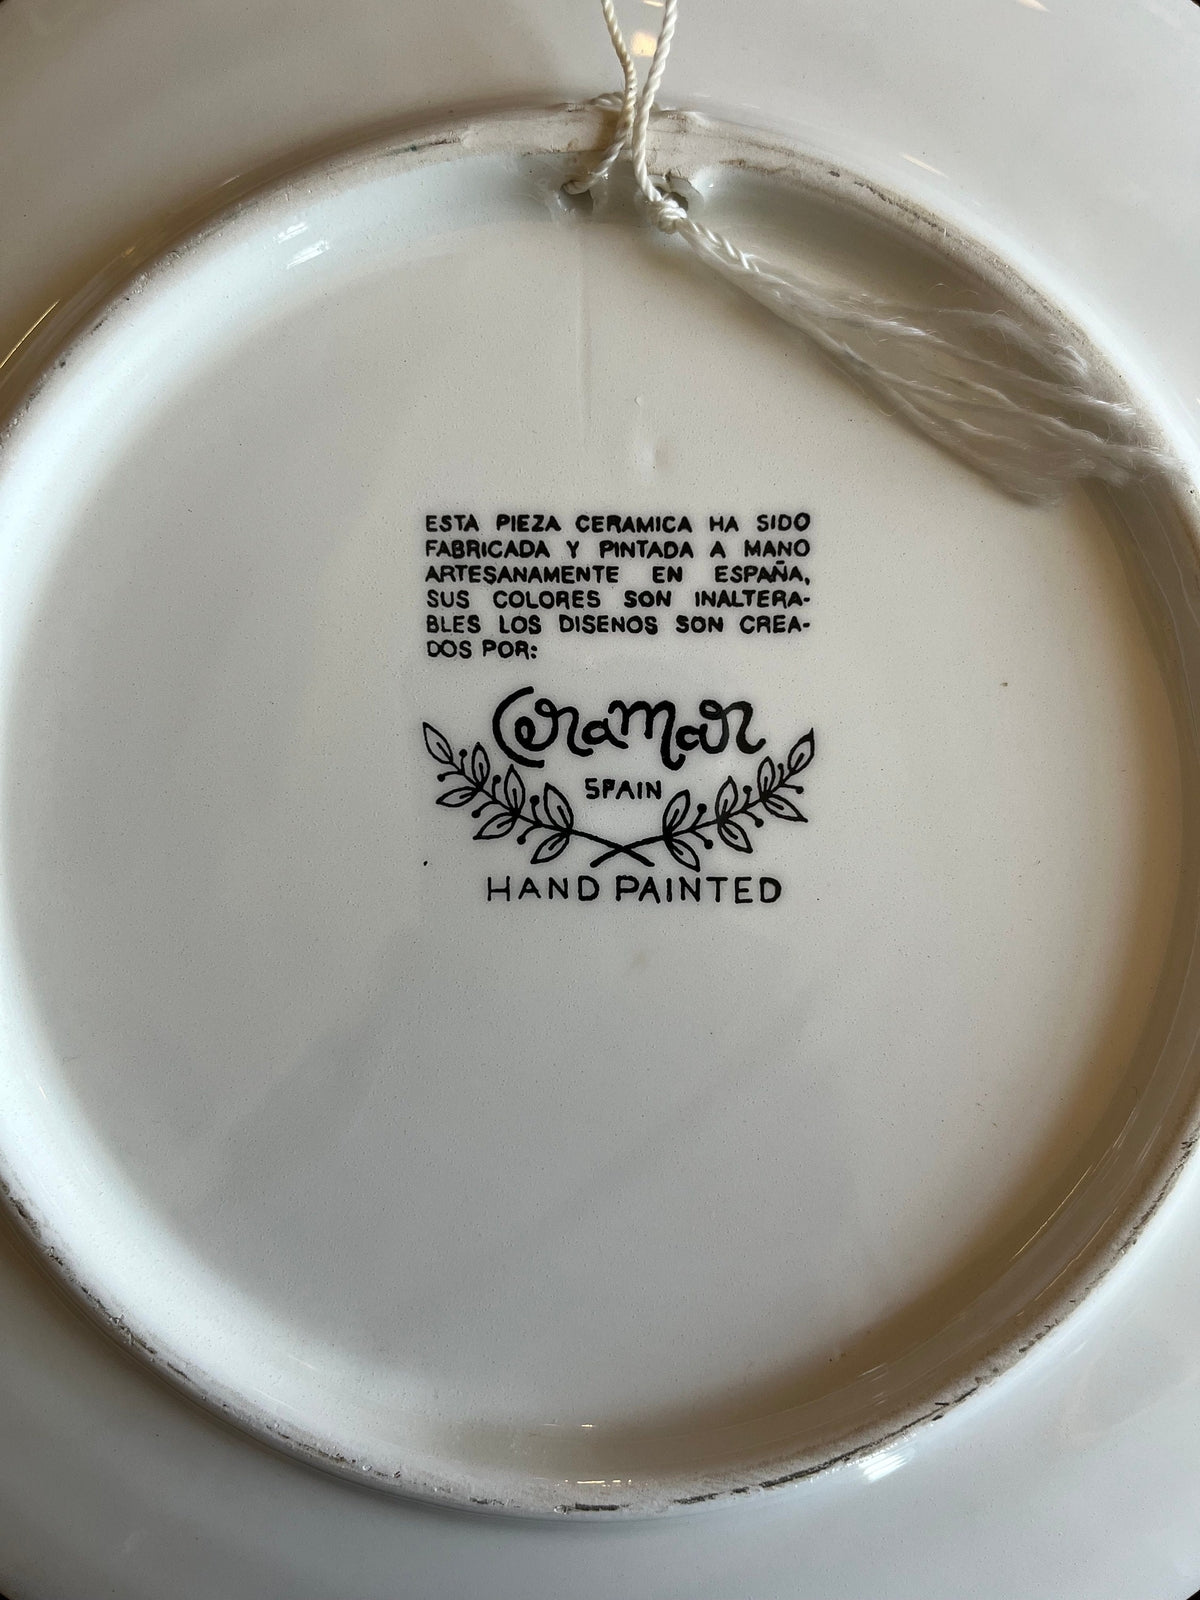 ESTA PIEZA CERAMICA HA SIDO
FABRICADA Y PINTADA A MANO
ARTESANAMENTE EN ESPAÑA,
SUS COLORES SON INALTERA-
BLES LOS DISENOS SON CREA-
DOS POR:
Ceramar
SPAIN
HAND PAINTED